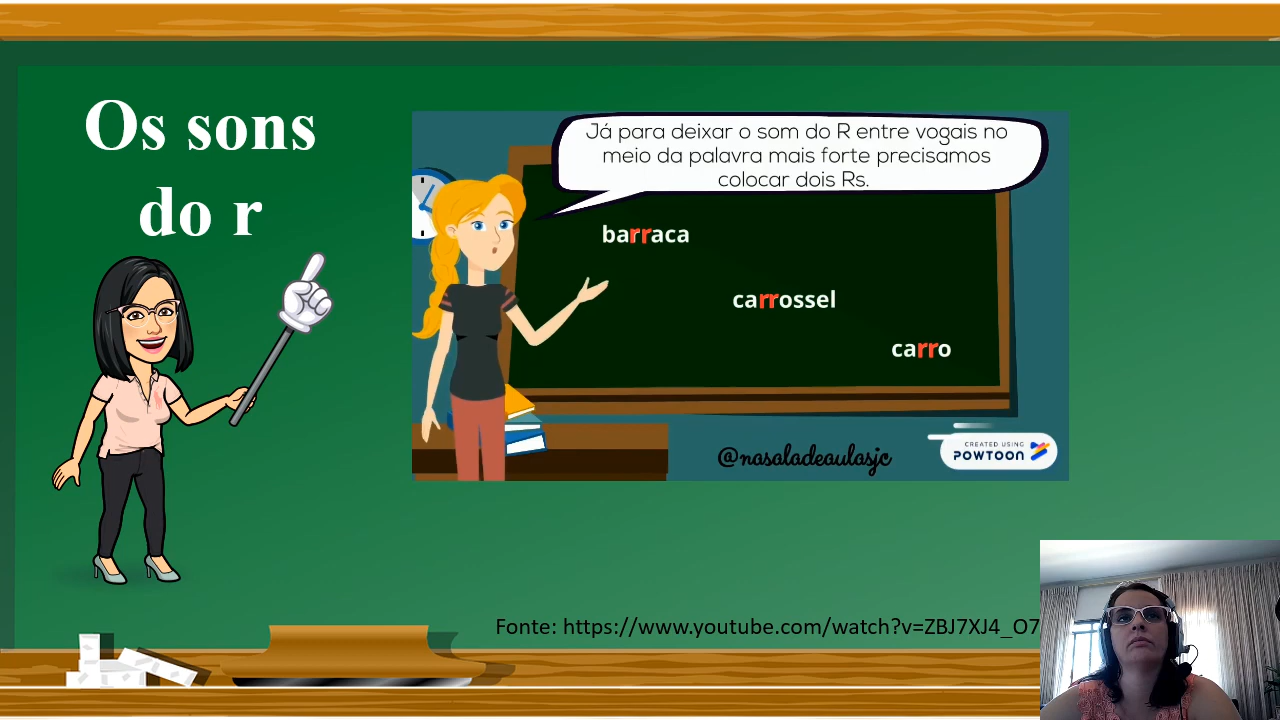 Os sons
do r
Já para deixar o som do R entre vogais no
meio da palavra mais forte precisamos
colocar dois Rs.
barraca
carrossel
carro
@nasaladeaulasjc
CREATED USING
POWTOON
Fonte: https://www.youtube.com/watch?v=ZBJ7XJ4_O7